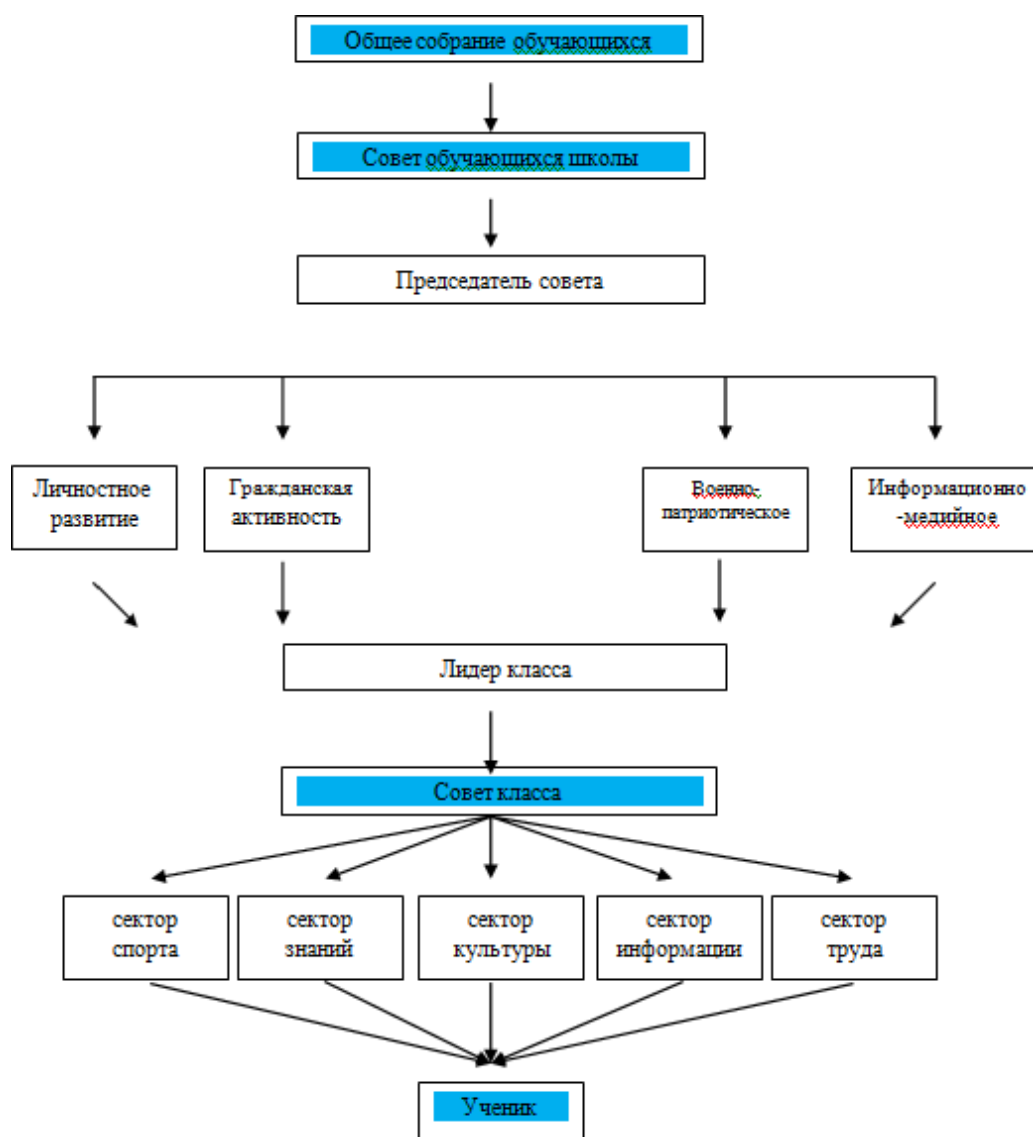 Общее собрание обучающихся
Совет обучающихся школы
Председатель совета
Личностное
развитие
Гражданская
активность
Военно-
патриотическое
Информационно
-медийное
Лидер класса
Совет класса
сектор
спорта
сектор
знаний
сектор
культуры
сектор
информации
сектор
труда
Ученик